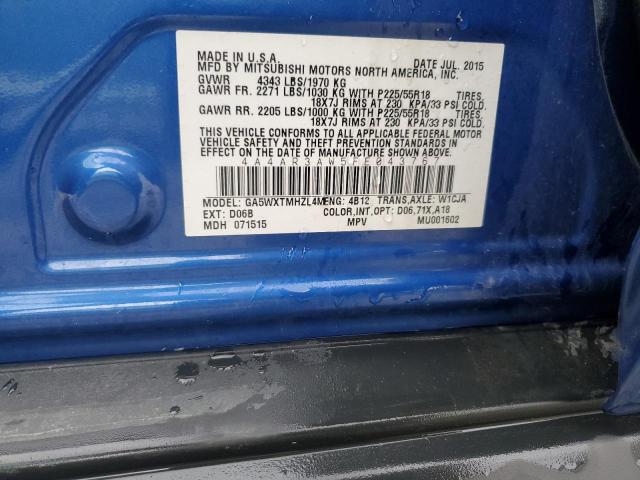 MADE IN U.S.A. DATE JUL. 2015
MFD BY MITSUBISHI MOTORS NORTH AMERICA, INC.
GVWR 4343 LBS/1970 KG
GAWR FR. 2271 LBS/1030 KG WITH P225/55R18 TIRES,
18X7J RIMS AT 230 KPA/33 PSI COLD.
GAWR RR. 2205 LBS/1000 KG WITH P225/55R18 TIRES,
18X7J RIMS AT 230 KPA/33 PSI COLD.
THIS VEHICLE CONFORMS TO ALL APPLICABLE FEDERAL MOTOR
VEHICLE SAFETY AND THEFT PREVENTION STANDARDS IN
EFFECT ON THE DATE OF MANUFACTURE SHOWN ABOVE.
4A4AR3AW5FE043767
MODEL: GA5WXTMHZL4M ENG: 4B12 TRANS,AXLE: W1CJA
EXT: D06B COLOR,INT,OPT: D06,71X,A18
MDH 071515 MPV MU001602